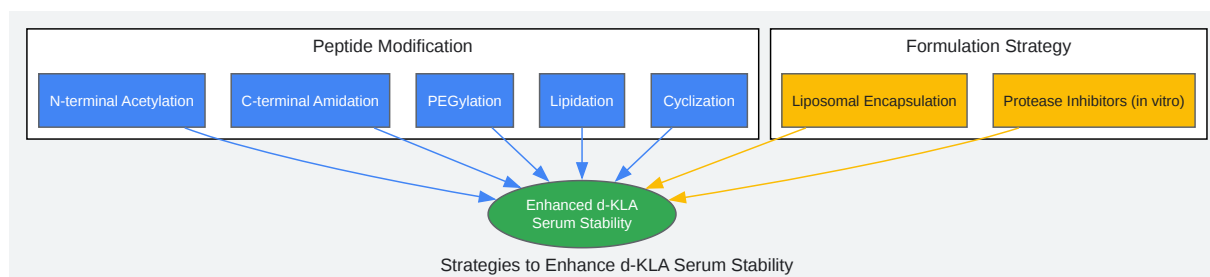 Peptide Modification
Formulation Strategy
N-terminal Acetylation
C-terminal Amidation
PEGylation
Lipidation
Cyclization
Liposomal Encapsulation
Protease Inhibitors (in vitro)
Enhanced d-KLA
Serum Stability
Strategies to Enhance d-KLA Serum Stability